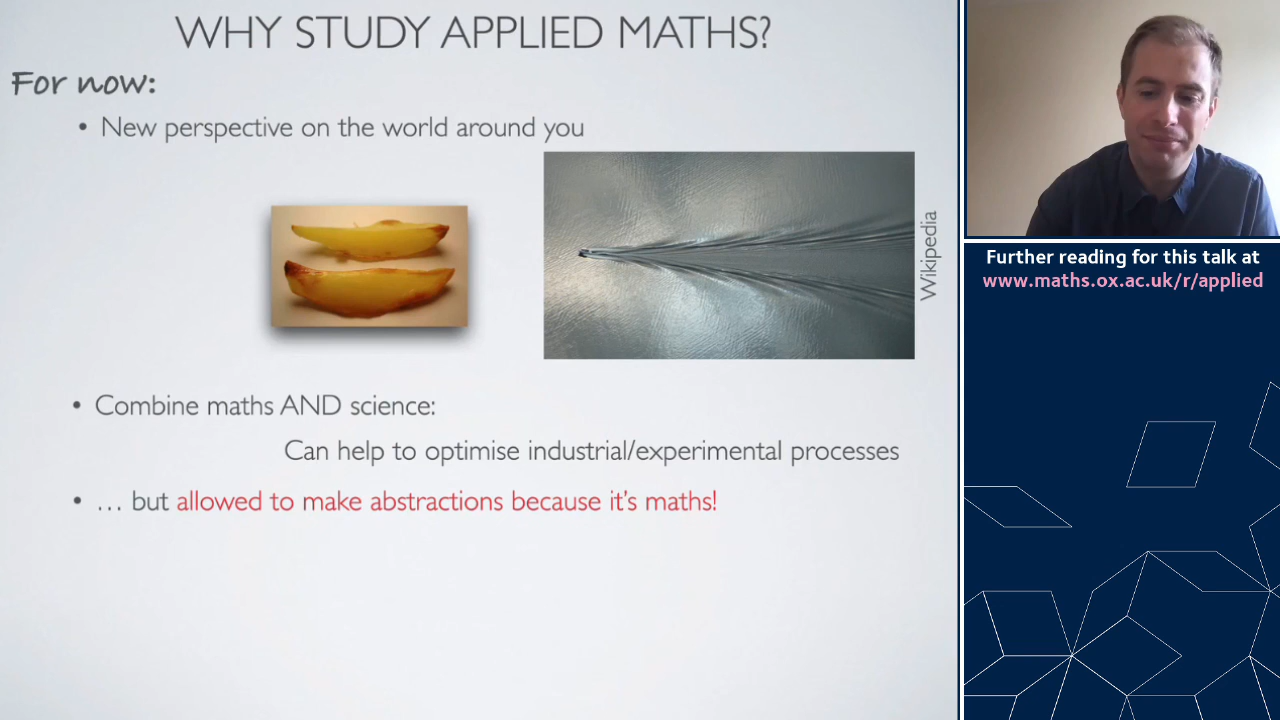 WHY STUDY APPLIED MATHS?
For now:
• New perspective on the world around you
Wikipedia
• Combine maths AND science:
Can help to optimise industrial/experimental processes
• … but allowed to make abstractions because it's maths!
Further reading for this talk at
www.maths.ox.ac.uk/r/applied